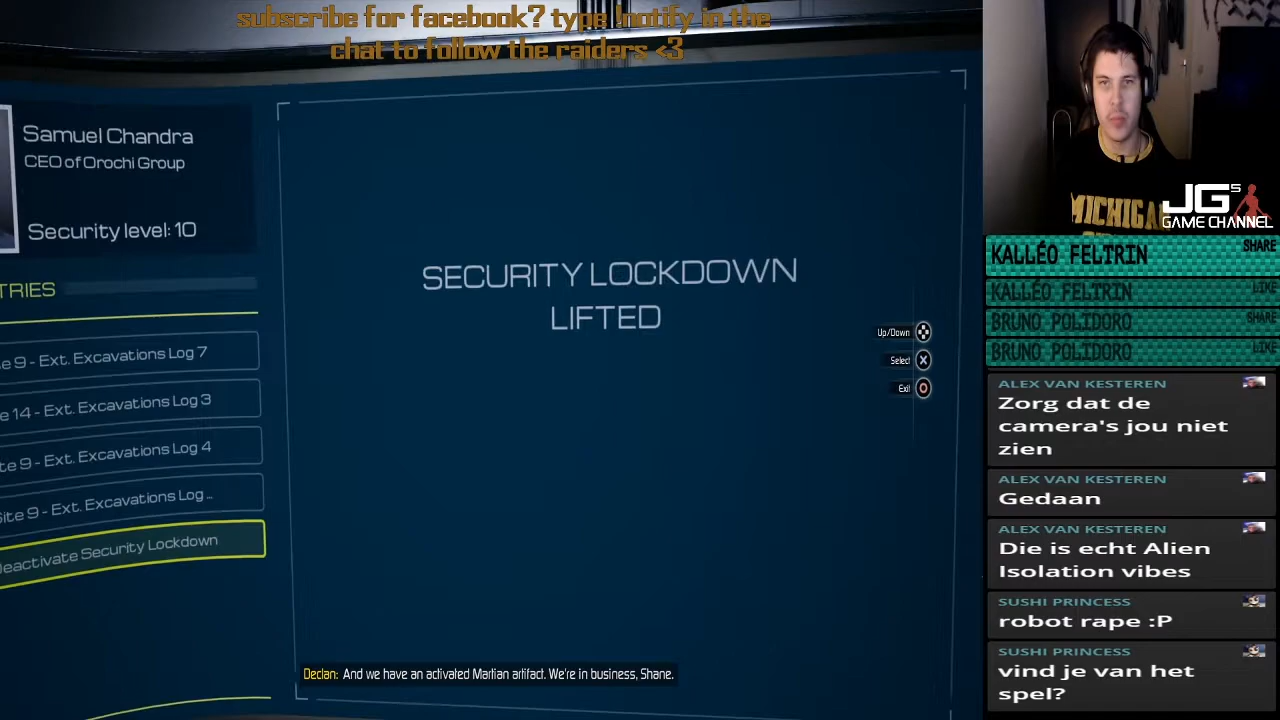 subscribe for facebook? type !notify in the
chat to follow the raiders <3
Samuel Chandra
CEO of Orochi Group
Security level: 10
TRIES
te 9 - Ext. Excavations Log 7
e 14 - Ext. Excavations Log 3
te 9 - Ext. Excavations Log 4
Site 9 - Ext. Excavations Log ...
Deactivate Security Lockdown
SECURITY LOCKDOWN
LIFTED
Up/Down
Select
Exit
Declan: And we have an activated Martian artifact. We're in business, Shane.
MICHIGA
JGS
GAME CHANNEL
KALLÉO FELTRIN SHARE
KALLÉO FELTRIN LIKE
BRUNO POLIDORO SHARE
BRUNO POLIDORO LIKE
ALEX VAN KESTEREN
Zorg dat de
camera's jou niet
zien
ALEX VAN KESTEREN
Gedaan
ALEX VAN KESTEREN
Die is echt Alien
Isolation vibes
SUSHI PRINCESS
robot rape :P
SUSHI PRINCESS
vind je van het
spel?